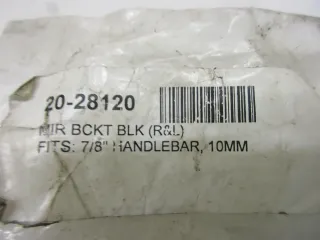 20-28120
MIR BCKT BLK (R&L)
FITS: 7/8" HANDLEBAR, 10MM